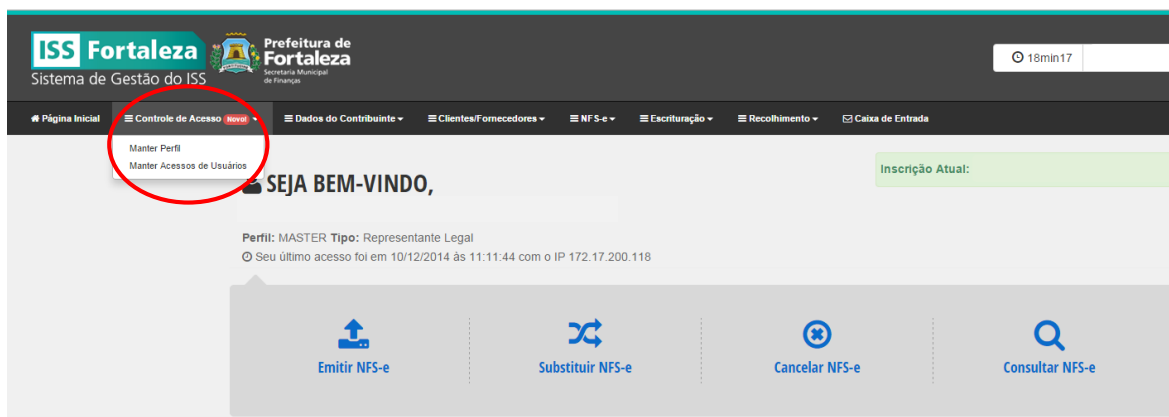 ISS Fortaleza
Sistema de Gestão do ISS
Prefeitura de
Fortaleza
Secretaria Municipal
de Finanças
18min17
Página Inicial
Controle de Acesso Novo!
Dados do Contribuinte
Clientes/Fornecedores
NFS-e
Escrituração
Recolhimento
Caixa de Entrada
Manter Perfil
Manter Acessos de Usuários
SEJA BEM-VINDO,
Inscrição Atual:
Perfil: MASTER Tipo: Representante Legal
Seu último acesso foi em 10/12/2014 às 11:11:44 com o IP 172.17.200.118
Emitir NFS-e
Substituir NFS-e
Cancelar NFS-e
Consultar NFS-e